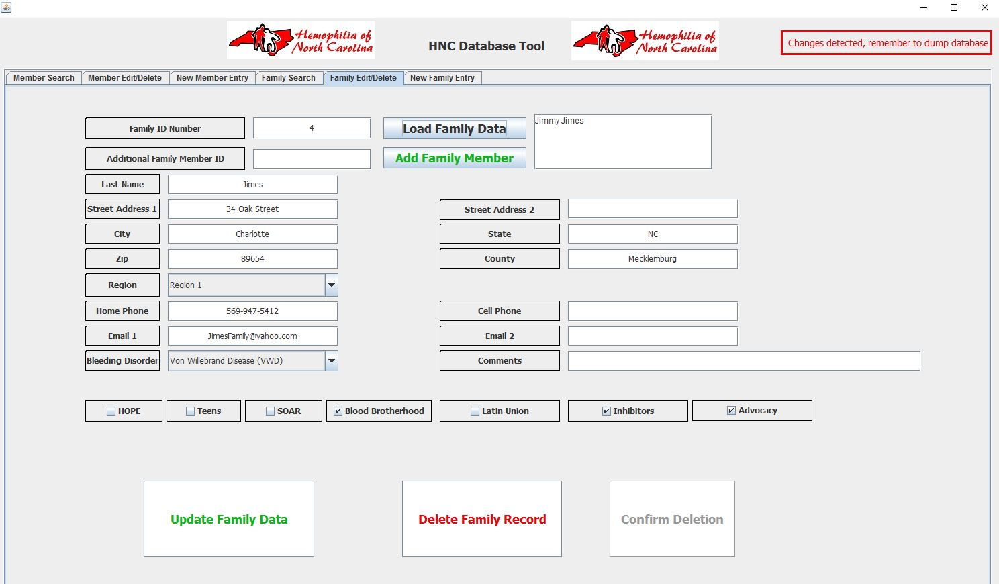 Hemophilia of
North Carolina
HNC Database Tool
Hemophilia of
North Carolina
Changes detected, remember to dump database
Member Search
Member Edit/Delete
New Member Entry
Family Search
Family Edit/Delete
New Family Entry
Family ID Number
4
Load Family Data
Jimmy Jimes
Additional Family Member ID
Add Family Member
Last Name
Jimes
Street Address 1
34 Oak Street
Street Address 2
City
Charlotte
State
NC
Zip
89654
County
Mecklemburg
Region
Region 1
Home Phone
569-947-5412
Cell Phone
Email 1
JimesFamily@yahoo.com
Email 2
Bleeding Disorder
Von Willebrand Disease (VWD)
Comments
HOPE
Teens
SOAR
Blood Brotherhood
Latin Union
Inhibitors
Advocacy
Update Family Data
Delete Family Record
Confirm Deletion